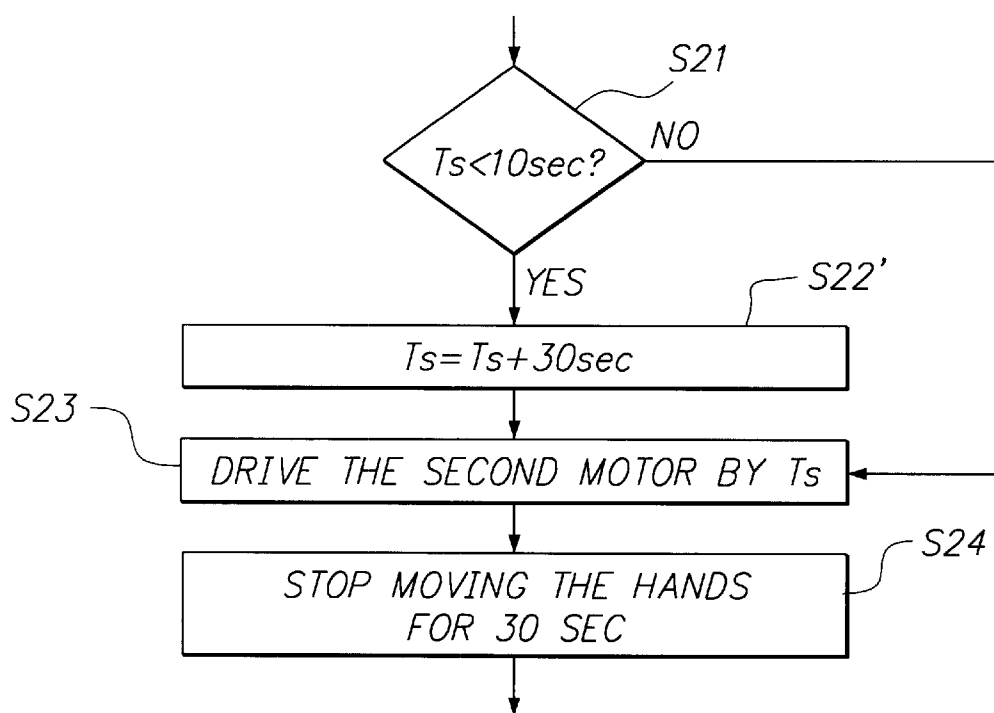 S21
Ts<10sec?
NO
YES
S22'
Ts=Ts+30sec
S23
DRIVE THE SECOND MOTOR BY Ts
S24
STOP MOVING THE HANDS
FOR 30 SEC